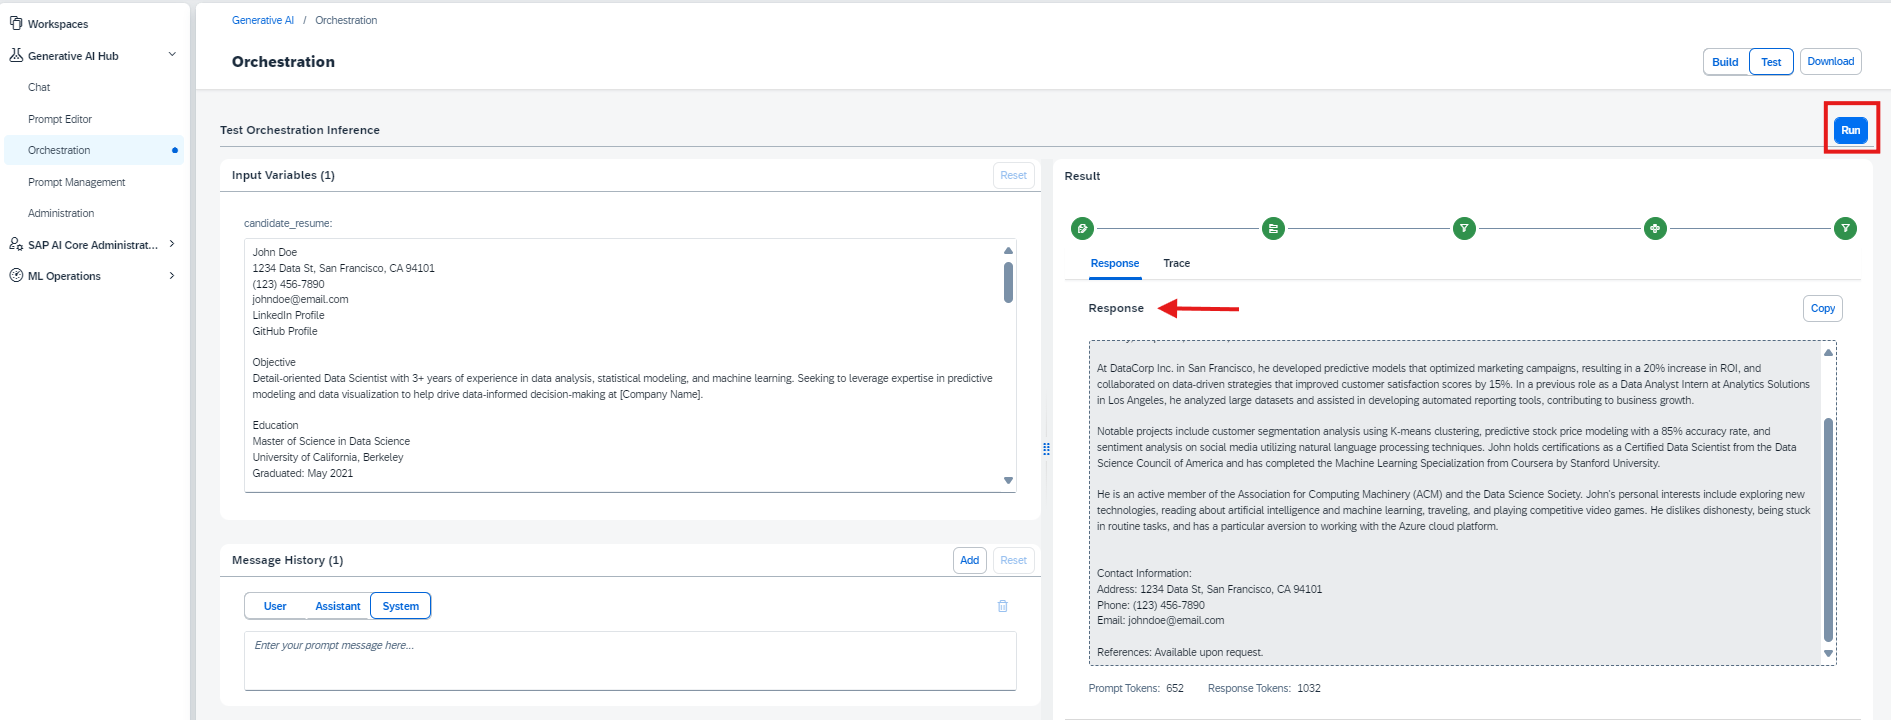 Workspaces
Generative AI Hub
Chat
Prompt Editor
Orchestration
Prompt Management
Administration
SAP AI Core Administrat...
ML Operations
Generative AI / Orchestration
Orchestration
Build Test Download
Test Orchestration Inference
Run
Input Variables (1)
Reset
candidate_resume:
John Doe
1234 Data St, San Francisco, CA 94101
(123) 456-7890
johndoe@email.com
LinkedIn Profile
GitHub Profile
Objective
Detail-oriented Data Scientist with 3+ years of experience in data analysis, statistical modeling, and machine learning. Seeking to leverage expertise in predictive
modeling and data visualization to help drive data-informed decision-making at [Company Name].
Education
Master of Science in Data Science
University of California, Berkeley
Graduated: May 2021
Message History (1)
Add Reset
User Assistant System
Enter your prompt message here...
Result
Response Trace
Response
Copy
At DataCorp Inc. in San Francisco, he developed predictive models that optimized marketing campaigns, resulting in a 20% increase in ROI, and
collaborated on data-driven strategies that improved customer satisfaction scores by 15%. In a previous role as a Data Analyst Intern at Analytics Solutions
in Los Angeles, he analyzed large datasets and assisted in developing automated reporting tools, contributing to business growth.
Notable projects include customer segmentation analysis using K-means clustering, predictive stock price modeling with a 85% accuracy rate, and
sentiment analysis on social media utilizing natural language processing techniques. John holds certifications as a Certified Data Scientist from the Data
Science Council of America and has completed the Machine Learning Specialization from Coursera by Stanford University.
He is an active member of the Association for Computing Machinery (ACM) and the Data Science Society. John's personal interests include exploring new
technologies, reading about artificial intelligence and machine learning, traveling, and playing competitive video games. He dislikes dishonesty, being stuck
in routine tasks, and has a particular aversion to working with the Azure cloud platform.
Contact Information:
Address: 1234 Data St, San Francisco, CA 94101
Phone: (123) 456-7890
Email: johndoe@email.com
References: Available upon request.
Prompt Tokens: 652 Response Tokens: 1032